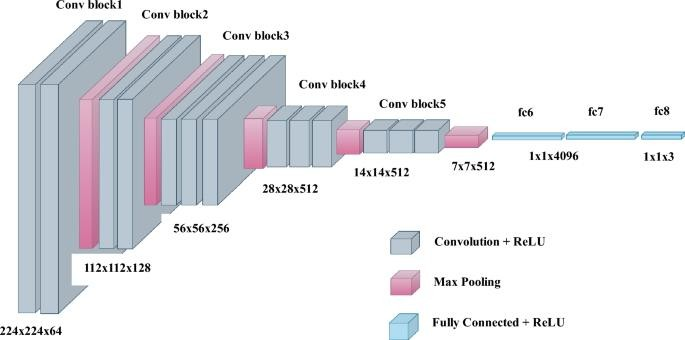 Conv block1
Conv block2
Conv block3
Conv block4
Conv block5
fc6
fc7
fc8
1x1x4096
1x1x3
7x7x512
14x14x512
28x28x512
56x56x256
112x112x128
224x224x64
Convolution + ReLU
Max Pooling
Fully Connected + ReLU